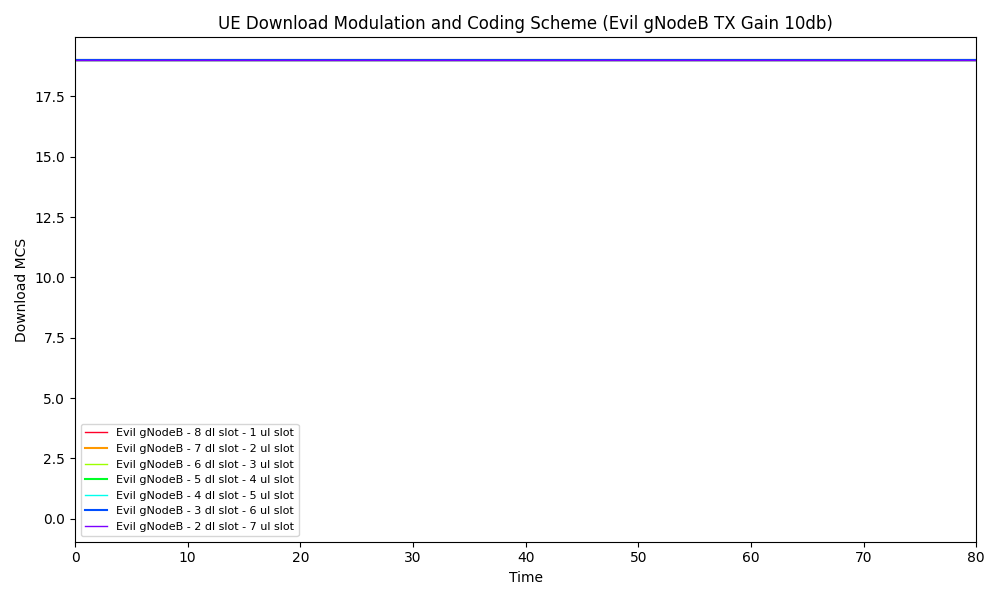 UE Download Modulation and Coding Scheme (Evil gNodeB TX Gain 10db)
17.5
15.0
12.5
10.0
7.5
5.0
2.5
0.0
Download MCS
Evil gNodeB - 8 dl slot - 1 ul slot
Evil gNodeB - 7 dl slot - 2 ul slot
Evil gNodeB - 6 dl slot - 3 ul slot
Evil gNodeB - 5 dl slot - 4 ul slot
Evil gNodeB - 4 dl slot - 5 ul slot
Evil gNodeB - 3 dl slot - 6 ul slot
Evil gNodeB - 2 dl slot - 7 ul slot
0 10 20 30 40 50 60 70 80
Time